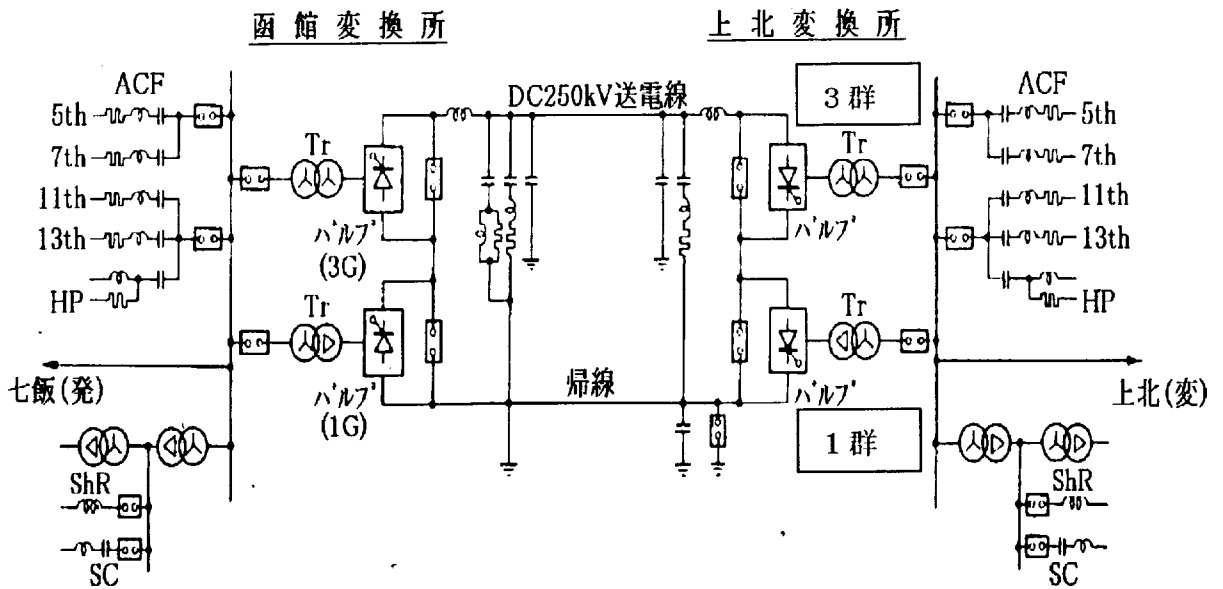 函館変換所
上北変換所
ACF
5th
7th
11th
13th
HP
Tr
バルブ
(3G)
Tr
バルブ
(1G)
七飯(発)
ShR
SC
DC250kV送電線
帰線
3群
Tr
バルブ
Tr
バルブ
1群
ACF
5th
7th
11th
13th
HP
上北(変)
ShR
SC